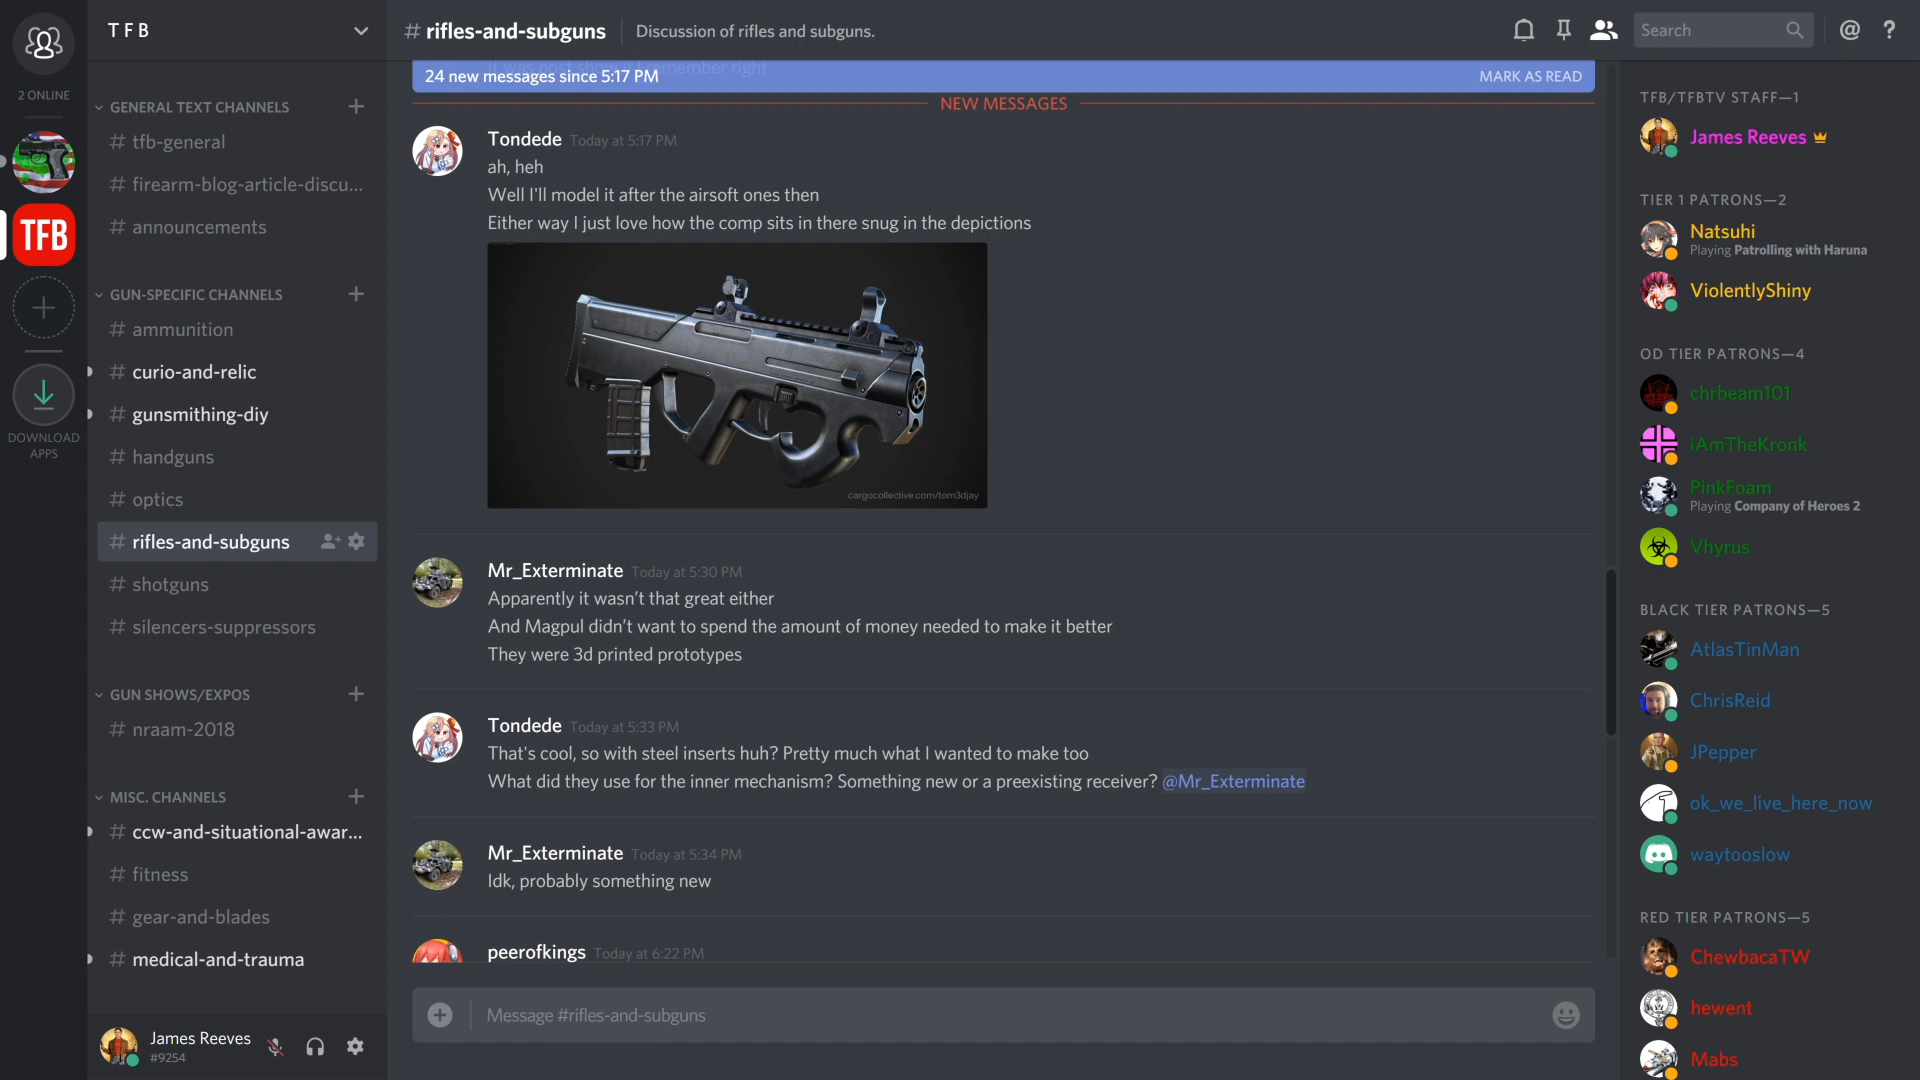 2 ONLINE
TFB
DOWNLOAD
APPS
T F B
GENERAL TEXT CHANNELS
# tfb-general
# firearm-blog-article-discu...
# announcements
GUN-SPECIFIC CHANNELS
# ammunition
# curio-and-relic
# gunsmithing-diy
# handguns
# optics
# rifles-and-subguns
# shotguns
# silencers-suppressors
GUN SHOWS/EXPOS
# nraam-2018
MISC. CHANNELS
# ccw-and-situational-awar...
# fitness
# gear-and-blades
# medical-and-trauma
James Reeves
#9254
# rifles-and-subguns
Discussion of rifles and subguns.
Search
@ ?
It was post show if I remember right
24 new messages since 5:17 PM
MARK AS READ
NEW MESSAGES
Tondede Today at 5:17 PM
ah, heh
Well I'll model it after the airsoft ones then
Either way I just love how the comp sits in there snug in the depictions
cargocollective.com/tom3djay
Mr_Exterminate Today at 5:30 PM
Apparently it wasn’t that great either
And Magpul didn’t want to spend the amount of money needed to make it better
They were 3d printed prototypes
Tondede Today at 5:33 PM
That's cool, so with steel inserts huh? Pretty much what I wanted to make too
What did they use for the inner mechanism? Something new or a preexisting receiver? @Mr_Exterminate
Mr_Exterminate Today at 5:34 PM
Idk, probably something new
peerofkings Today at 6:22 PM
Message #rifles-and-subguns
TFB/TFBTV STAFF—1
James Reeves
TIER 1 PATRONS—2
Natsuhi
Playing Patrolling with Haruna
ViolentlyShiny
OD TIER PATRONS—4
chrbeam101
iAmTheKronk
PinkFoam
Playing Company of Heroes 2
Vhyrus
BLACK TIER PATRONS—5
AtlasTinMan
ChrisReid
JPepper
ok_we_live_here_now
waytooslow
RED TIER PATRONS—5
ChewbacaTW
hewent
Mabs